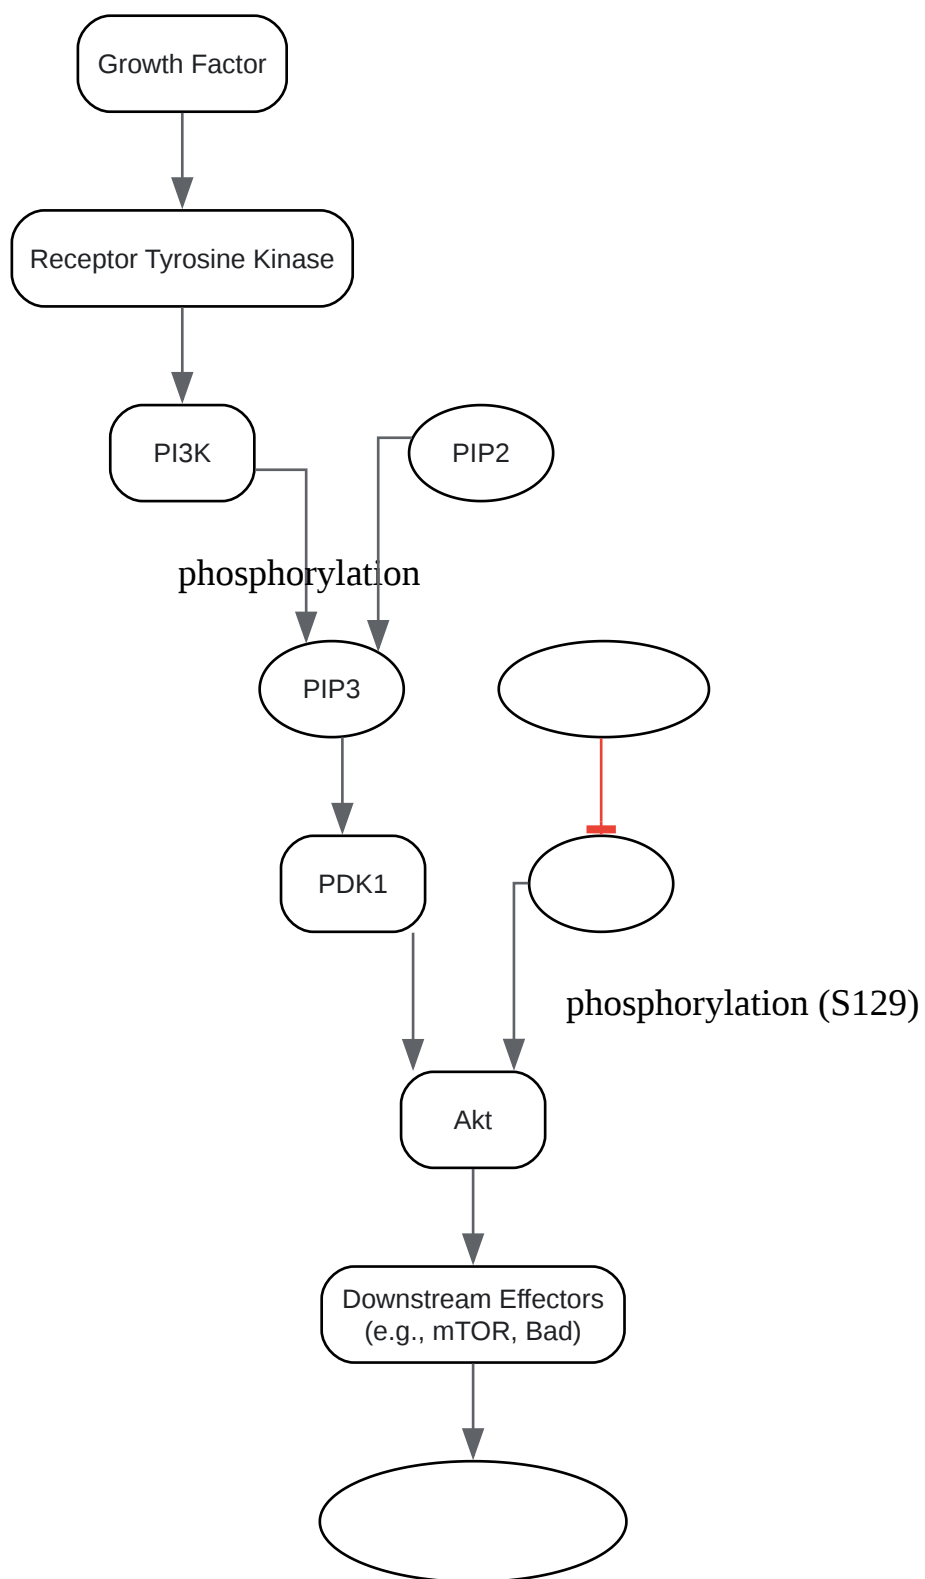 Growth Factor
Receptor Tyrosine Kinase
PI3K
PIP2
phosphorylation
PIP3
PDK1
phosphorylation (S129)
Akt
Downstream Effectors
(e.g., mTOR, Bad)